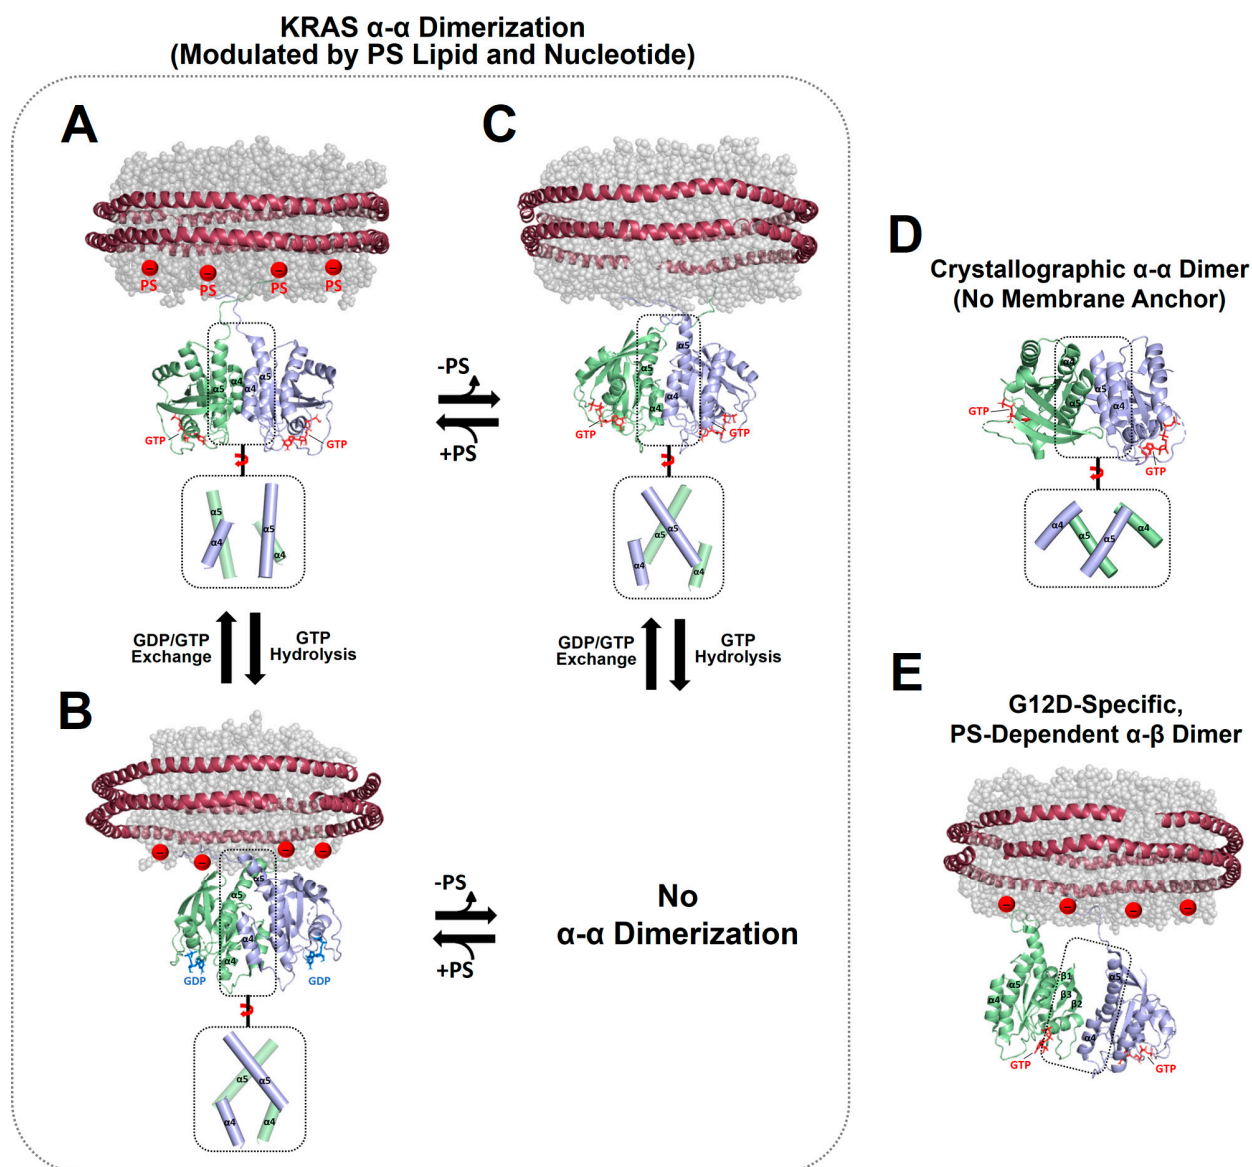 KRAS α-α Dimerization
(Modulated by PS Lipid and Nucleotide)
A
PS
PS
PS
PS
α5
α4
α4
α5
GTP
GTP
α5
α4
α5
α4
-PS
+PS
C
α5
α5
α4
α4
GTP
GTP
α5
α5
α4
α4
GDP/GTP
Exchange
GTP
Hydrolysis
GDP/GTP
Exchange
GTP
Hydrolysis
B
α5
α5
α4
α4
GDP
GDP
α5
α5
α4
α4
-PS
+PS
No
α-α Dimerization
D
Crystallographic α-α Dimer
(No Membrane Anchor)
α4
α5
α5
α4
GTP
GTP
α4
α5
α5
α4
E
G12D-Specific,
PS-Dependent α-β Dimer
α4
α5
β1
β3
β2
α5
α4
GTP
GTP